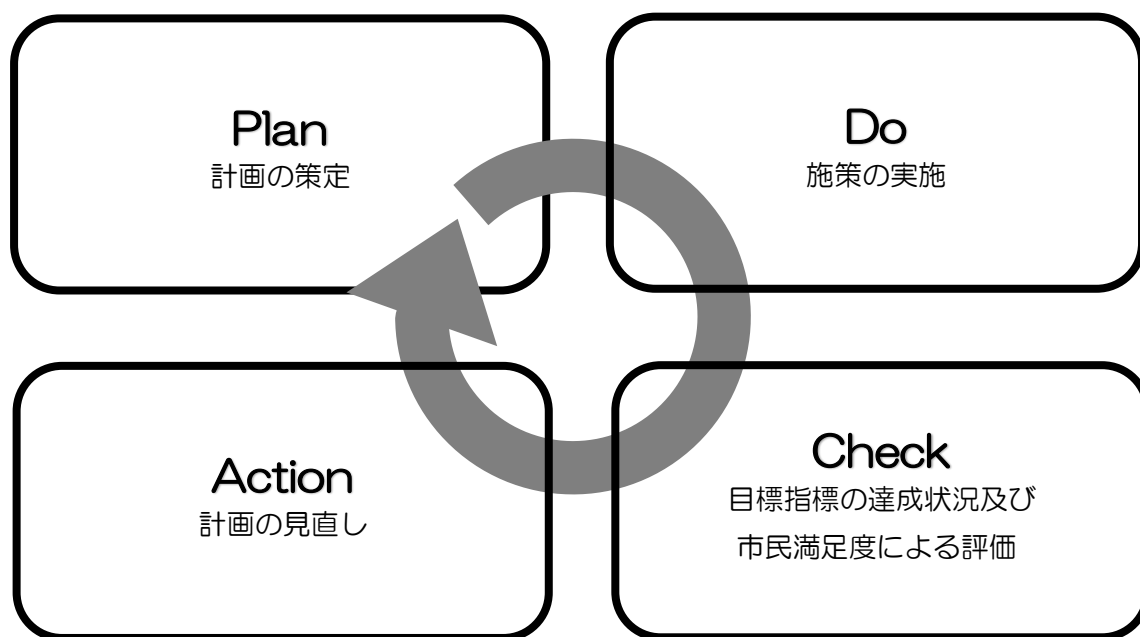 Plan
計画の策定
Do
施策の実施
Action
計画の見直し
Check
目標指標の達成状況及び
市民満足度による評価